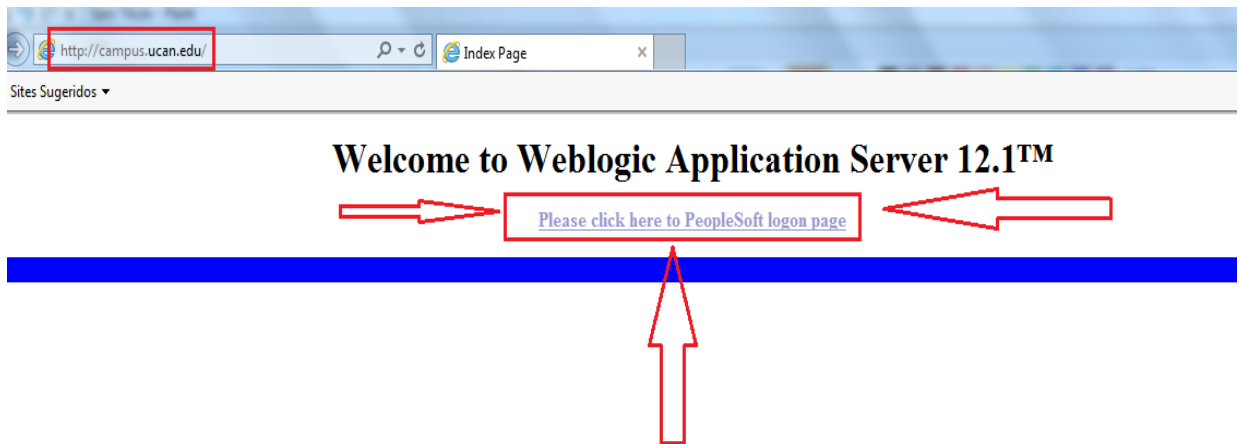 http://campus.ucan.edu/
Index Page
Sites Sugeridos
Welcome to Weblogic Application Server 12.1™
Please click here to PeopleSoft logon page